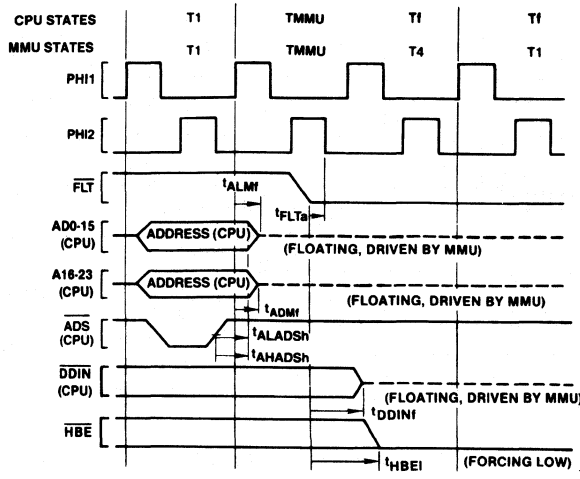 CPU STATES T1 TMMU Tf Tf
MMU STATES T1 TMMU T4 T1
PHI1
PHI2
FLT
tALMf
tFLTa
AD0-15
(CPU)
ADDRESS (CPU)
(FLOATING, DRIVEN BY MMU)
A16-23
(CPU)
ADDRESS (CPU)
(FLOATING, DRIVEN BY MMU)
tADMf
ADS
(CPU)
tALADSh
tAHADSh
DDIN
(CPU)
(FLOATING, DRIVEN BY MMU)
tDDINf
HBE
tHBEl
(FORCING LOW)